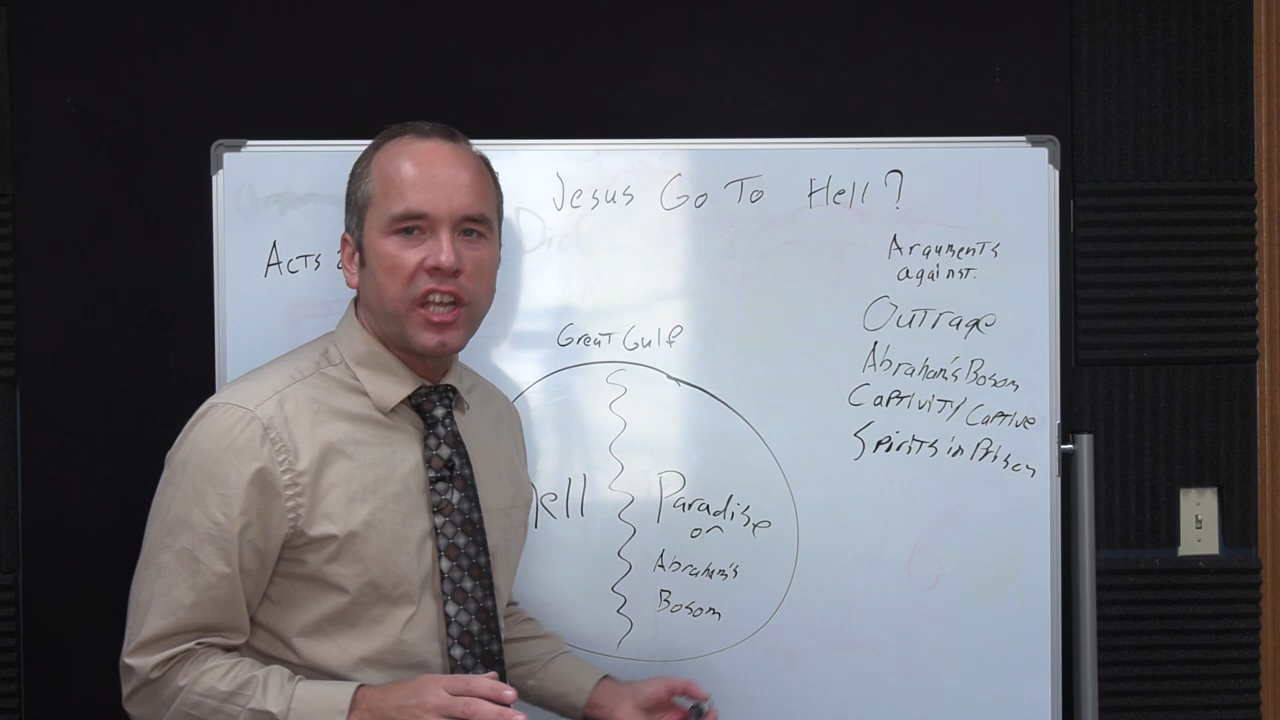 Jesus Go To Hell?
Acts
Arguments
against.
Outrage
Abraham's Bosom
Captivity Captive
Spirits in Prison
Great Gulf
Paradise
or
Abraham's
Bosom